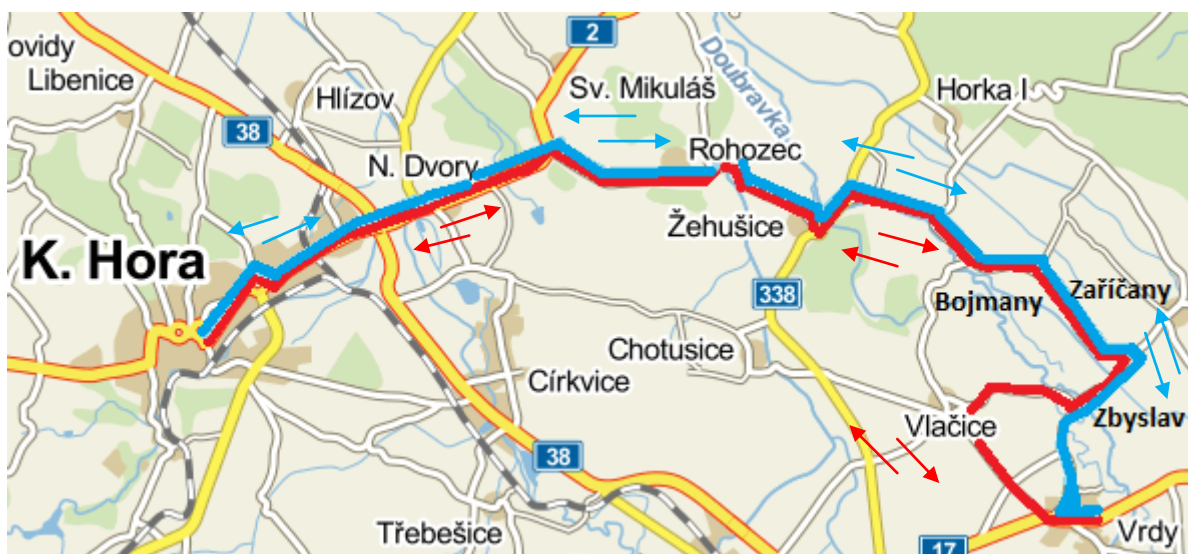 ovidy
Libenice
Hlízov
38
2
Sv. Mikuláš
Doubravka
Horka I
N. Dvory
Rohozec
K. Hora
Žehušice
338
Bojmany
Zaříčany
Chotusice
Církvice
Vlačice
Zbyslav
38
Třebešice
17
Vrdy